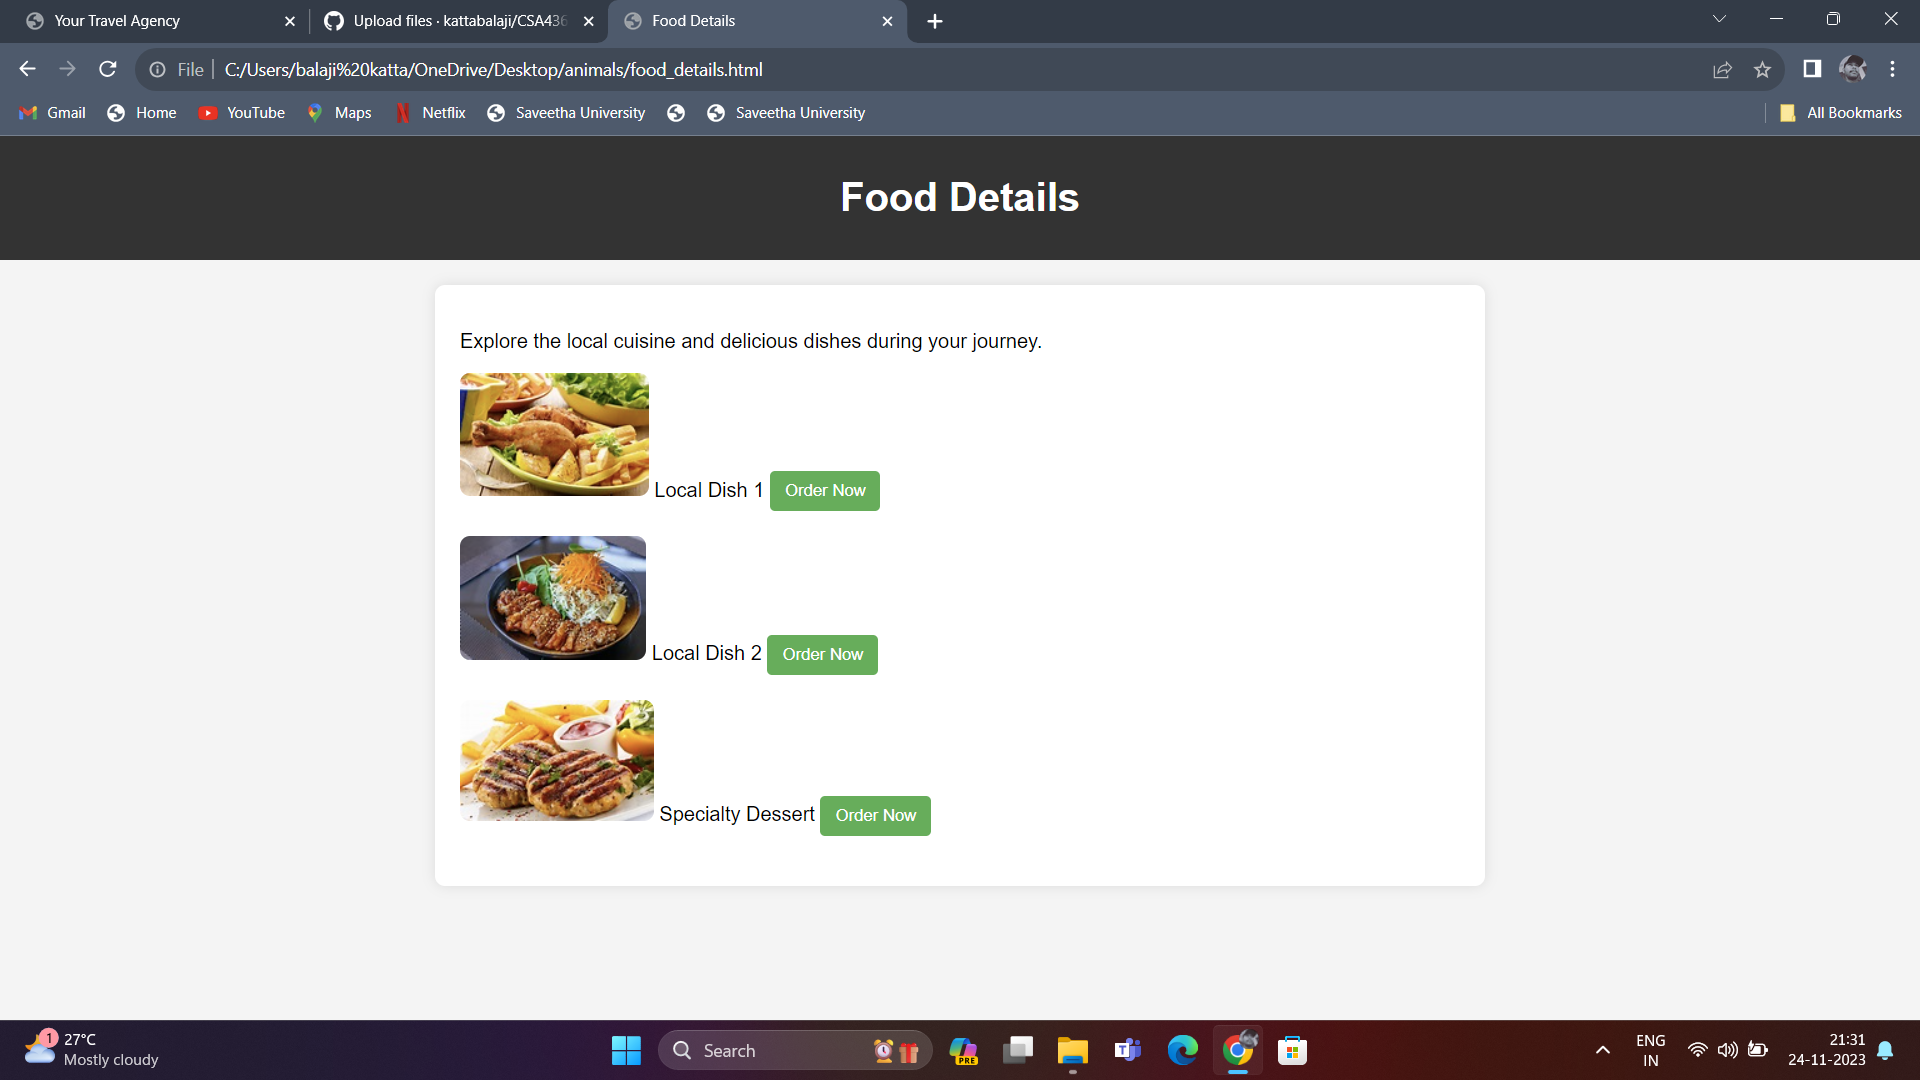 Your Travel Agency
Upload files · kattabalaji/CSA436
Food Details
File
C:/Users/balaji%20katta/OneDrive/Desktop/animals/food_details.html
Gmail
Home
YouTube
Maps
Netflix
Saveetha University
Saveetha University
All Bookmarks
Food Details
Explore the local cuisine and delicious dishes during your journey.
Local Dish 1 Order Now
Local Dish 2 Order Now
Specialty Dessert Order Now
1
27°C
Mostly cloudy
Search
PRE
ENG
IN
21:31
24-11-2023